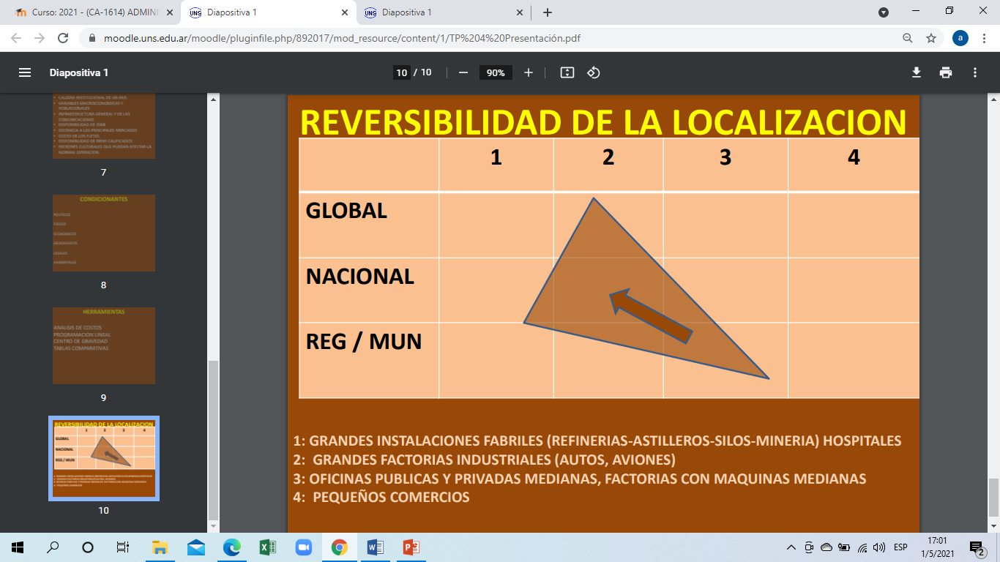 Curso: 2021 - (CA-1614) ADMINIS
Diapositiva 1
Diapositiva 1
moodle.uns.edu.ar/moodle/pluginfile.php/892017/mod_resource/content/1/TP%204%20Presentación.pdf
a
Diapositiva 1
10 / 10
90%
CALIDAD INSTITUCIONAL DE UN PAIS
VARIABLES MACROECONOMICAS Y
POBLACIONALES
INFRAESTRUCTURA GENERAL Y DE LAS
COMUNICACIONES
DISPONIBILIDAD DE SSBB
DISTANCIA A LOS PRINCIPALES MERCADOS
COSTO DE LOS FLETES
DISPONIBILIDAD DE RRHH CALIFICADOS
PATRONES CULTURALES QUE PUEDAN AFECTAR LA
NORMAL OPERACION
7
CONDICIONANTES
POLITICOS
ECONOMICOS
GEOGRAFICOS
LEGALES
AMBIENTALES
8
HERRAMIENTAS
ANALISIS DE COSTOS
PROGRAMACION LINEAL
CENTRO DE GRAVEDAD
TABLAS COMPARATIVAS
9
REVERSIBILIDAD DE LA LOCALIZACION
1 2 3 4
GLOBAL
NACIONAL
REG / MUN
10
REVERSIBILIDAD DE LA LOCALIZACION
1 2 3 4
GLOBAL
NACIONAL
REG / MUN
1: GRANDES INSTALACIONES FABRILES (REFINERIAS-ASTILLEROS-SILOS-MINERIA) HOSPITALES
2: GRANDES FACTORIAS INDUSTRIALES (AUTOS, AVIONES)
3: OFICINAS PUBLICAS Y PRIVADAS MEDIANAS, FACTORIAS CON MAQUINAS MEDIANAS
4: PEQUEÑOS COMERCIOS
ESP
17:01
1/5/2021
2